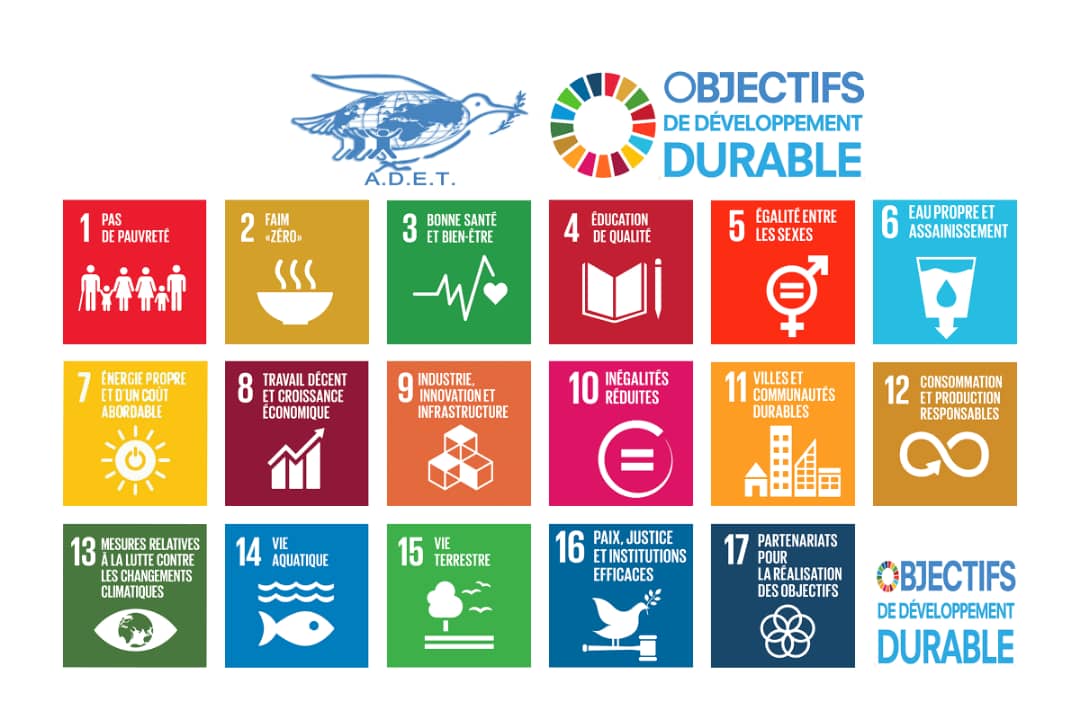 A.D.E.T.
OBJECTIFS
DE DÉVELOPPEMENT
DURABLE
1 PAS
DE PAUVRETÉ
2 FAIM
«ZÉRO»
3 BONNE SANTÉ
ET BIEN-ÊTRE
4 ÉDUCATION
DE QUALITÉ
5 ÉGALITÉ ENTRE
LES SEXES
6 EAU PROPRE ET
ASSAINISSEMENT
7 ÉNERGIE PROPRE
ET D'UN COÛT
ABORDABLE
8 TRAVAIL DÉCENT
ET CROISSANCE
ÉCONOMIQUE
9 INDUSTRIE,
INNOVATION ET
INFRASTRUCTURE
10 INÉGALITÉS
RÉDUITES
11 VILLES ET
COMMUNAUTÉS
DURABLES
12 CONSOMMATION
ET PRODUCTION
RESPONSABLES
13 MESURES RELATIVES
À LA LUTTE CONTRE
LES CHANGEMENTS
CLIMATIQUES
14 VIE
AQUATIQUE
15 VIE
TERRESTRE
16 PAIX, JUSTICE
ET INSTITUTIONS
EFFICACES
17 PARTENARIATS
POUR
LA RÉALISATION
DES OBJECTIFS
OBJECTIFS
DE DÉVELOPPEMENT
DURABLE